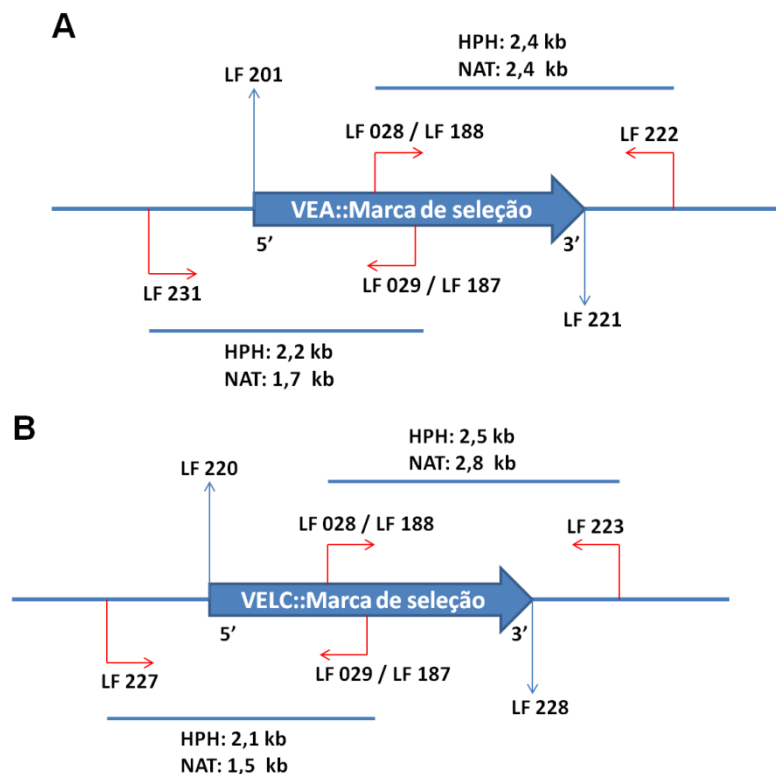 A
HPH: 2,4 kb
NAT: 2,4 kb
LF 201
LF 028 / LF 188
LF 222
VEA::Marca de seleção
5’
3’
LF 231
LF 029 / LF 187
LF 221
HPH: 2,2 kb
NAT: 1,7 kb
B
HPH: 2,5 kb
NAT: 2,8 kb
LF 220
LF 028 / LF 188
LF 223
VELC::Marca de seleção
5’
3’
LF 227
LF 029 / LF 187
LF 228
HPH: 2,1 kb
NAT: 1,5 kb